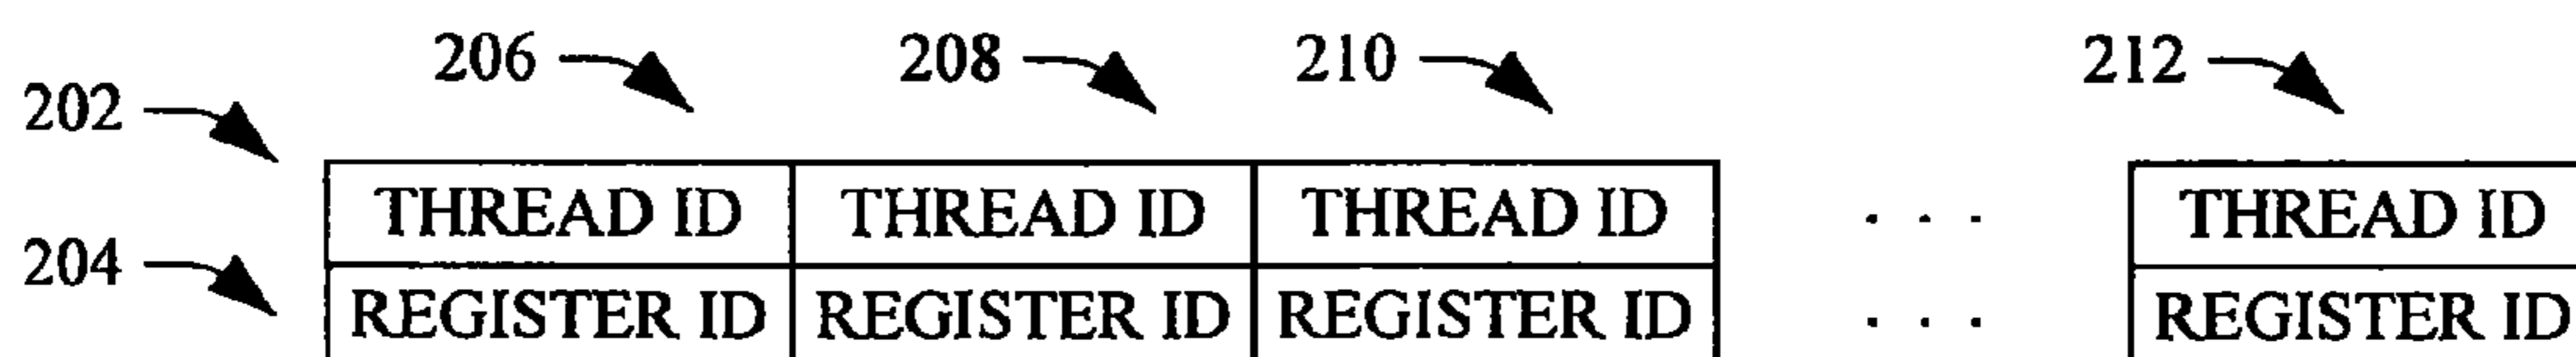 206 208 210 212
202
THREAD ID THREAD ID THREAD ID . . . THREAD ID
204
REGISTER ID REGISTER ID REGISTER ID . . . REGISTER ID